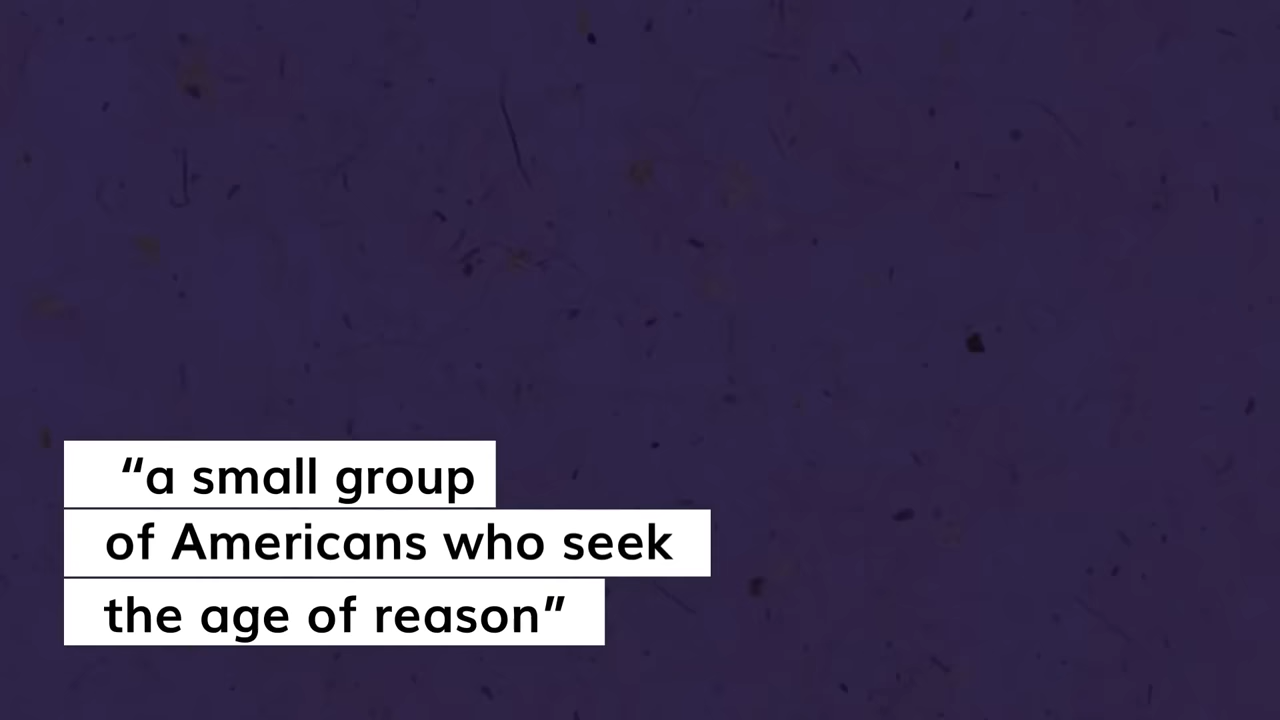 “a small group
of Americans who seek
the age of reason”